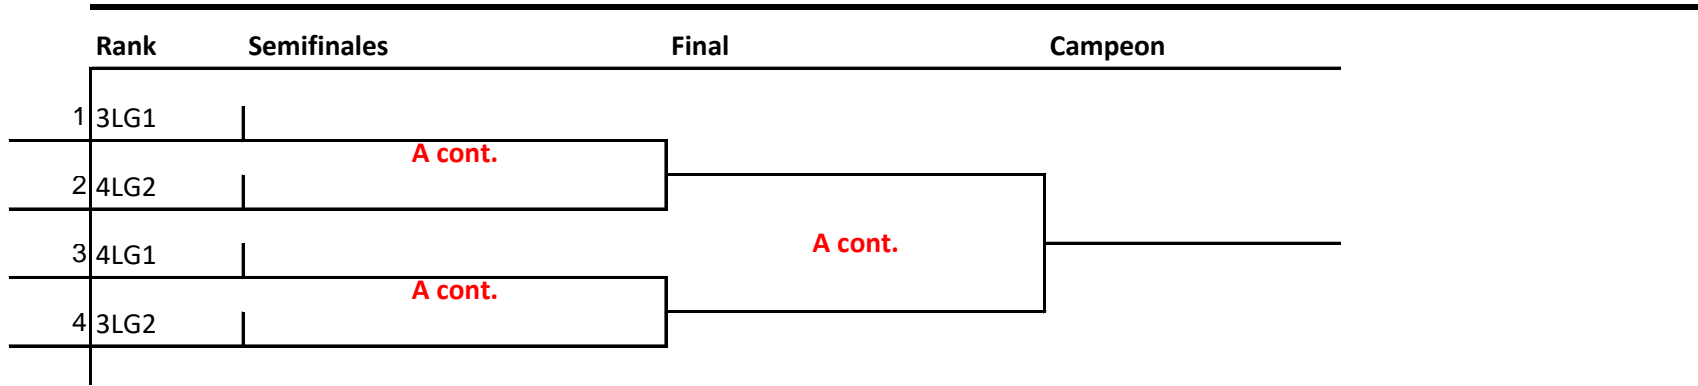 Rank Semifinales Final Campeon
1 3LG1
A cont.
2 4LG2
A cont.
3 4LG1
A cont.
4 3LG2